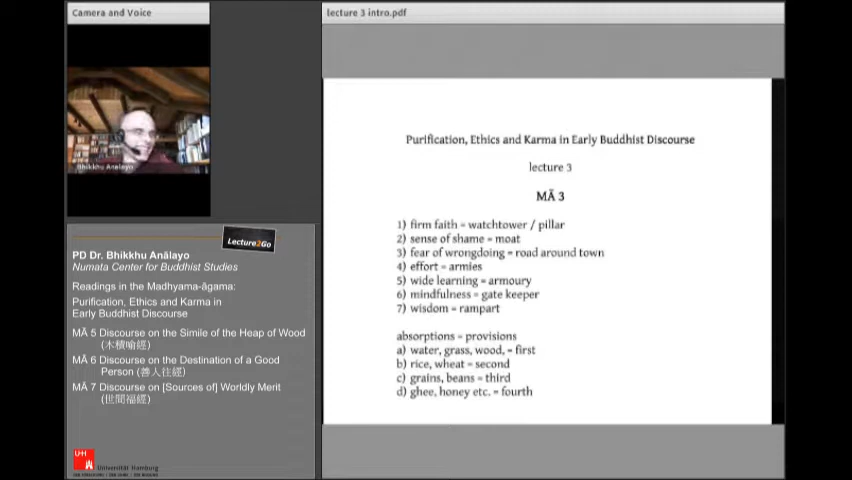 Camera and Voice
Bhikkhu Anālayo
Lecture2Go
PD Dr. Bhikkhu Anālayo
Numata Center for Buddhist Studies
Readings in the Madhyama-āgama:
Purification, Ethics and Karma in
Early Buddhist Discourse
MĀ 5 Discourse on the Simile of the Heap of Wood
(木積喻經)
MĀ 6 Discourse on the Destination of a Good
Person (善人往經)
MĀ 7 Discourse on [Sources of] Worldly Merit
(世間福經)
UH
Universität Hamburg
lecture 3 intro.pdf
Purification, Ethics and Karma in Early Buddhist Discourse
lecture 3
MĀ 3
1) firm faith = watchtower / pillar
2) sense of shame = moat
3) fear of wrongdoing = road around town
4) effort = armies
5) wide learning = armoury
6) mindfulness = gate keeper
7) wisdom = rampart
absorptions = provisions
a) water, grass, wood, = first
b) rice, wheat = second
c) grains, beans = third
d) ghee, honey etc. = fourth